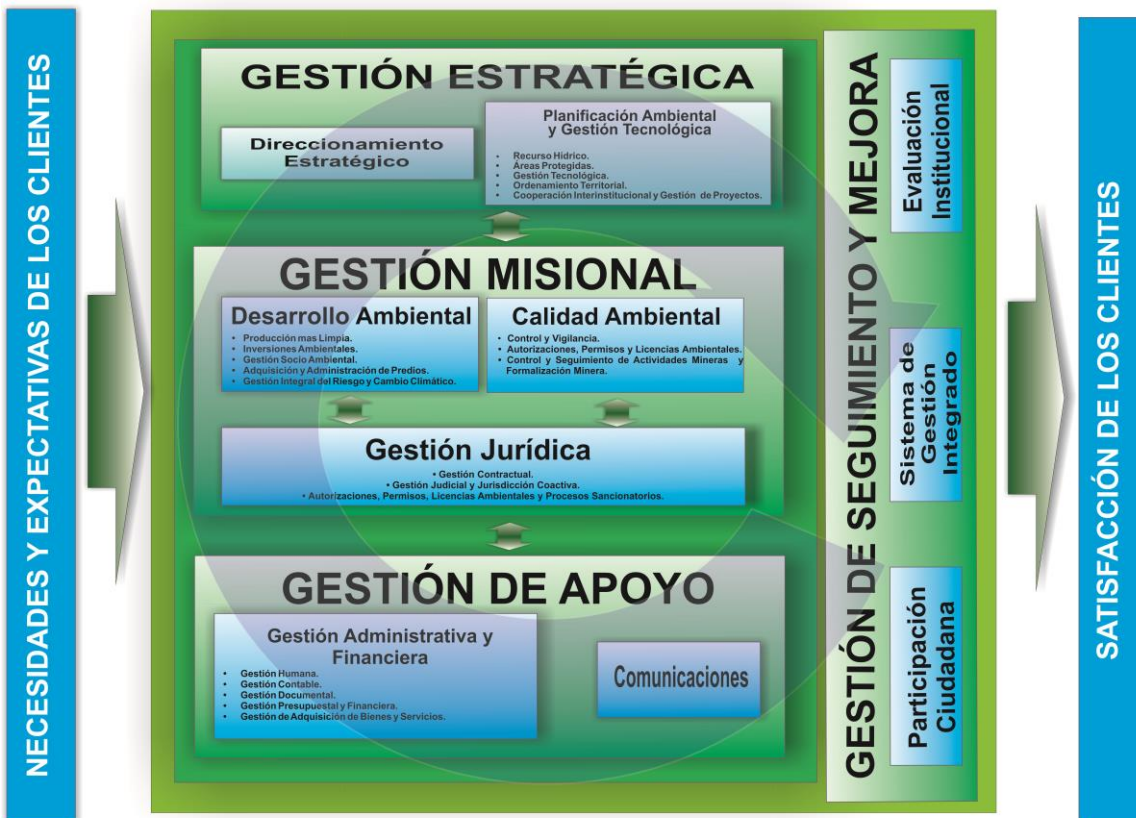 NECESIDADES Y EXPECTATIVAS DE LOS CLIENTES
GESTIÓN ESTRATÉGICA
Direccionamiento
Estratégico
Planificación Ambiental
y Gestión Tecnológica
• Recurso Hídrico.
• Áreas Protegidas.
• Gestión Tecnológica.
• Ordenamiento Territorial.
• Cooperación Interinstitucional y Gestión de Proyectos.
GESTIÓN MISIONAL
Desarrollo Ambiental
• Producción mas Limpia.
• Inversiones Ambientales.
• Gestión Socio Ambiental.
• Adquisición y Administración de Predios.
• Gestión Integral del Riesgo y Cambio Climático.
Calidad Ambiental
• Control y Vigilancia.
• Autorizaciones, Permisos y Licencias Ambientales.
• Control y Seguimiento de Actividades Mineras y
Formalización Minera.
Gestión Jurídica
• Gestión Contractual.
• Gestión Judicial y Jurisdicción Coactiva.
• Autorizaciones, Permisos, Licencias Ambientales y Procesos Sancionatorios.
GESTIÓN DE APOYO
Gestión Administrativa y
Financiera
• Gestión Humana.
• Gestión Contable.
• Gestión Documental.
• Gestión Presupuestal y Financiera.
• Gestión de Adquisición de Bienes y Servicios.
Comunicaciones
GESTIÓN DE SEGUIMIENTO Y MEJORA
Evaluación
Institucional
Sistema de
Gestión
Integrado
Participación
Ciudadana
SATISFACCIÓN DE LOS CLIENTES